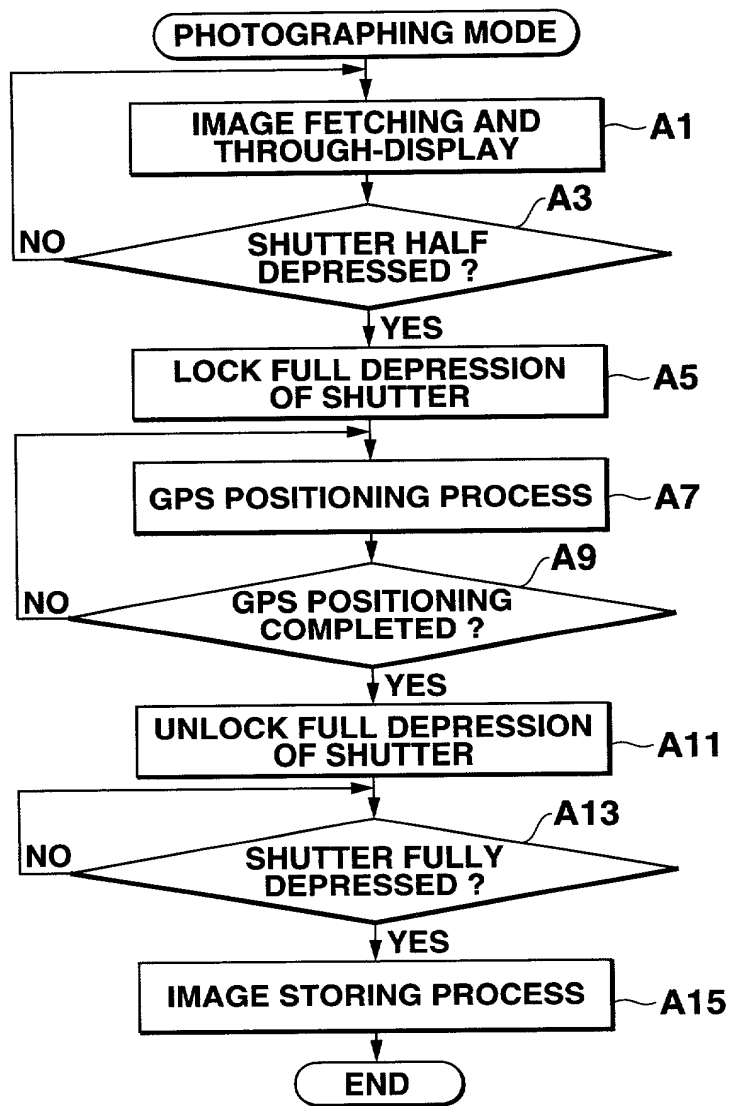 PHOTOGRAPHING MODE
IMAGE FETCHING AND
THROUGH-DISPLAY
A1
A3
SHUTTER HALF
DEPRESSED ?
NO
YES
LOCK FULL DEPRESSION
OF SHUTTER
A5
GPS POSITIONING PROCESS
A7
A9
GPS POSITIONING
COMPLETED ?
NO
YES
UNLOCK FULL DEPRESSION
OF SHUTTER
A11
A13
SHUTTER FULLY
DEPRESSED ?
NO
YES
IMAGE STORING PROCESS
A15
END